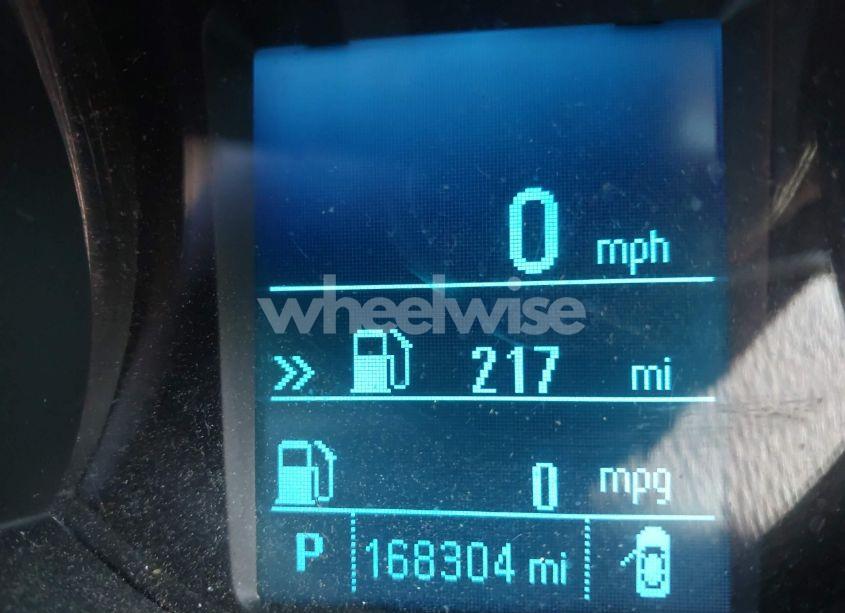 0 mph
wheelwise
217 mi
0 mpg
P 168304 mi